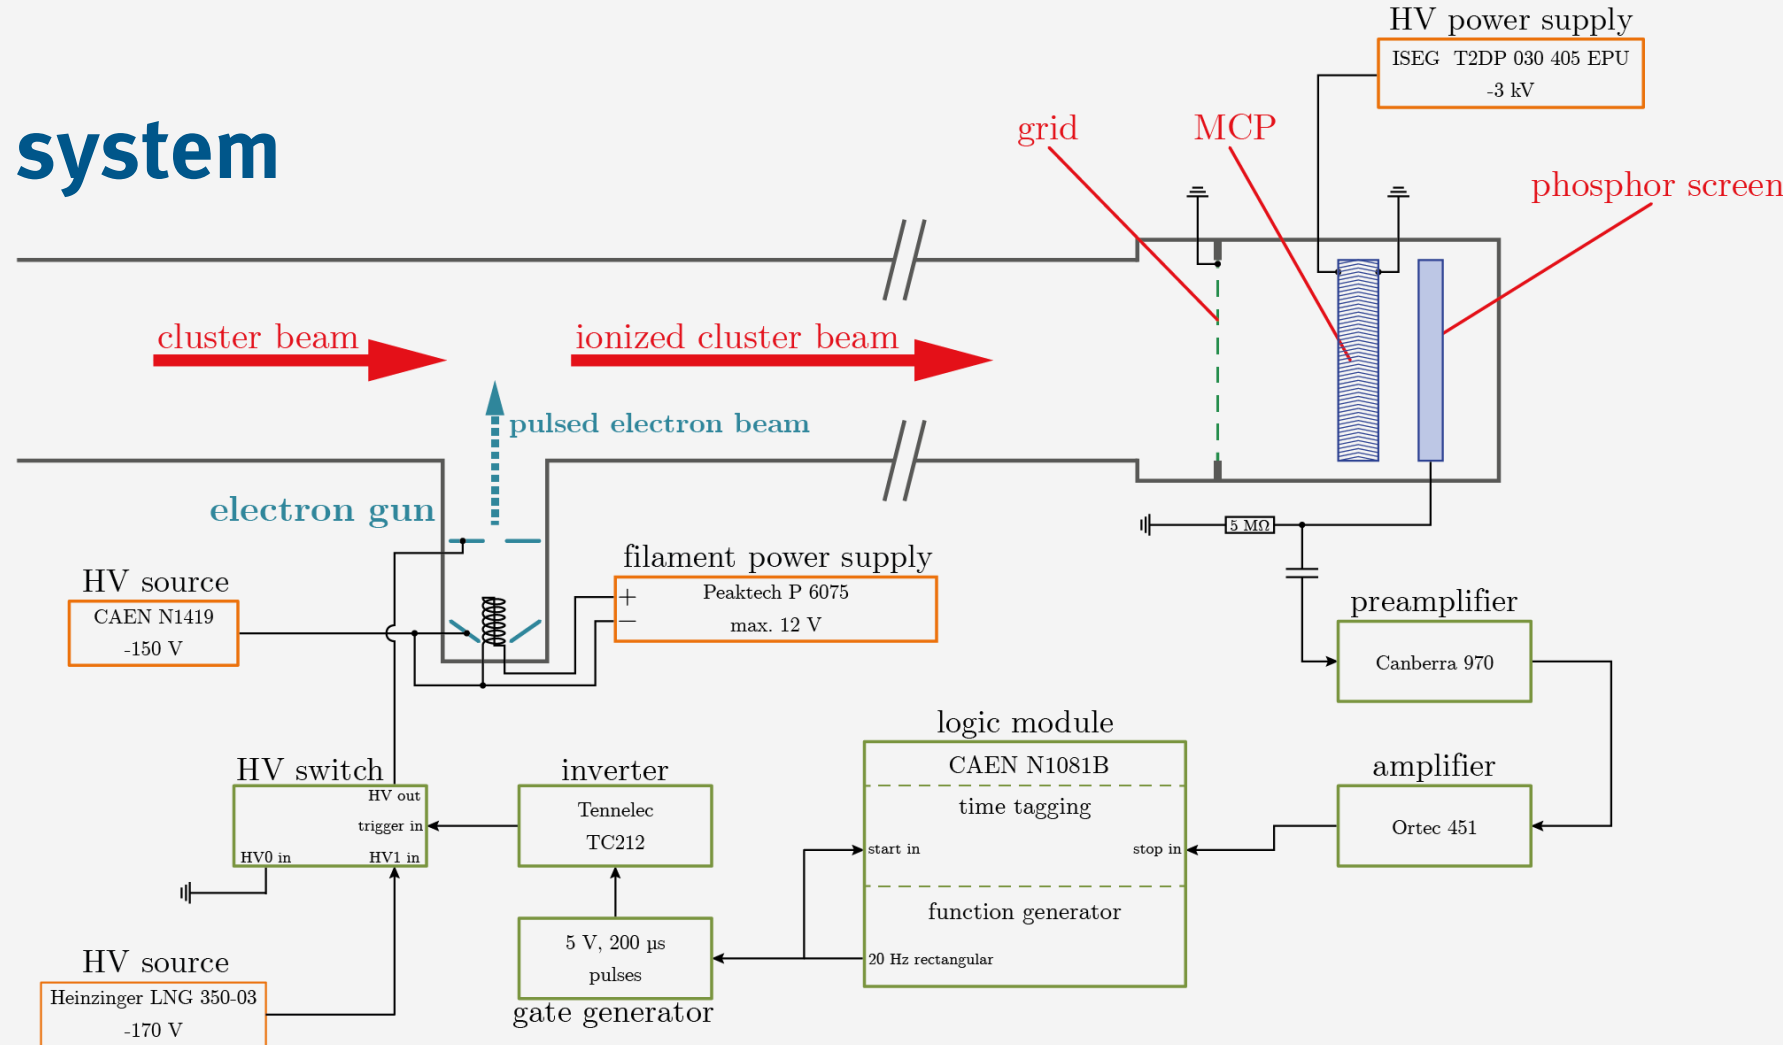 HV power supply
ISEG T2DP 030 405 EPU
-3 kV
system
grid
MCP
phosphor screen
cluster beam
ionized cluster beam
pulsed electron beam
electron gun
5 MΩ
HV source
CAEN N1419
-150 V
filament power supply
+
Peaktech P 6075
−
max. 12 V
preamplifier
Canberra 970
logic module
CAEN N1081B
time tagging
start in
stop in
function generator
20 Hz rectangular
amplifier
Ortec 451
HV switch
HV out
trigger in
HV0 in
HV1 in
inverter
Tennelec
TC212
5 V, 200 µs
pulses
gate generator
HV source
Heinzinger LNG 350-03
-170 V